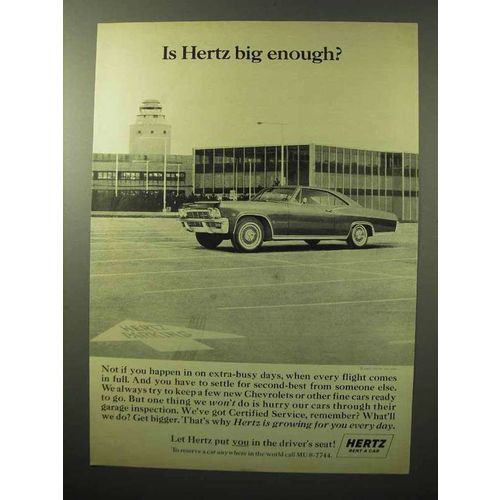 Is Hertz big enough?
HERTZ
PARKING
Not if you happen in on extra-busy days, when every flight comes
in full. And you have to settle for second-best from someone else.
We always try to keep a few new Chevrolets or other fine cars ready
to go. But one thing we won't do is hurry our cars through their
garage inspection. We've got Certified Service, remember? What'll
we do? Get bigger. That's why Hertz is growing for you every day.
Let Hertz put you in the driver's seat!
To reserve a car anywhere in the world call MU 8-7744.
HERTZ
RENT A CAR